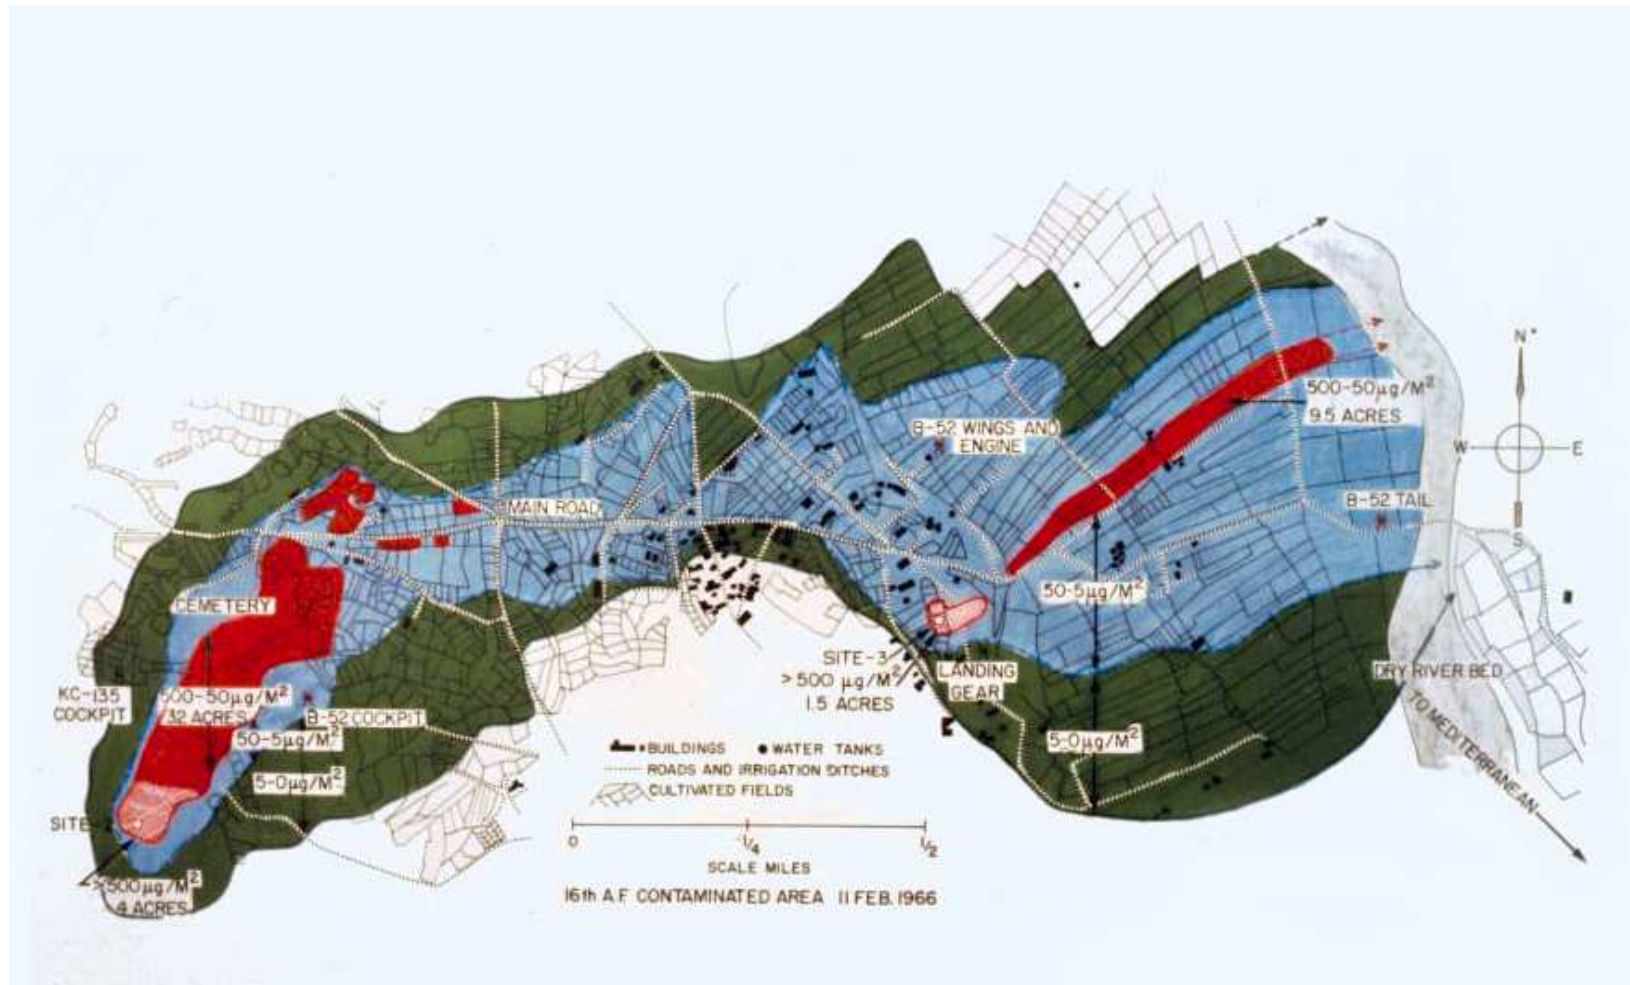 500-50µg/M²
9.5 ACRES
B-52 WINGS AND
ENGINE
N
W
E
S
B-52 TAIL
MAIN ROAD
CEMETERY
50-5µg/M²
SITE-3
>500 µg/M²
1.5 ACRES
LANDING
GEAR
DRY RIVER BED
TO MEDITERRANEAN
KC-135
COCKPIT
500-50µg/M²
32 ACRES
B-52 COCKPIT
50-5µg/M²
5-0µg/M²
5-0µg/M²
SITE
>500µg/M²
4 ACRES
BUILDINGS
WATER TANKS
ROADS AND IRRIGATION DITCHES
CULTIVATED FIELDS
0 1/4 1/2
SCALE MILES
16th A.F CONTAMINATED AREA 11 FEB. 1966